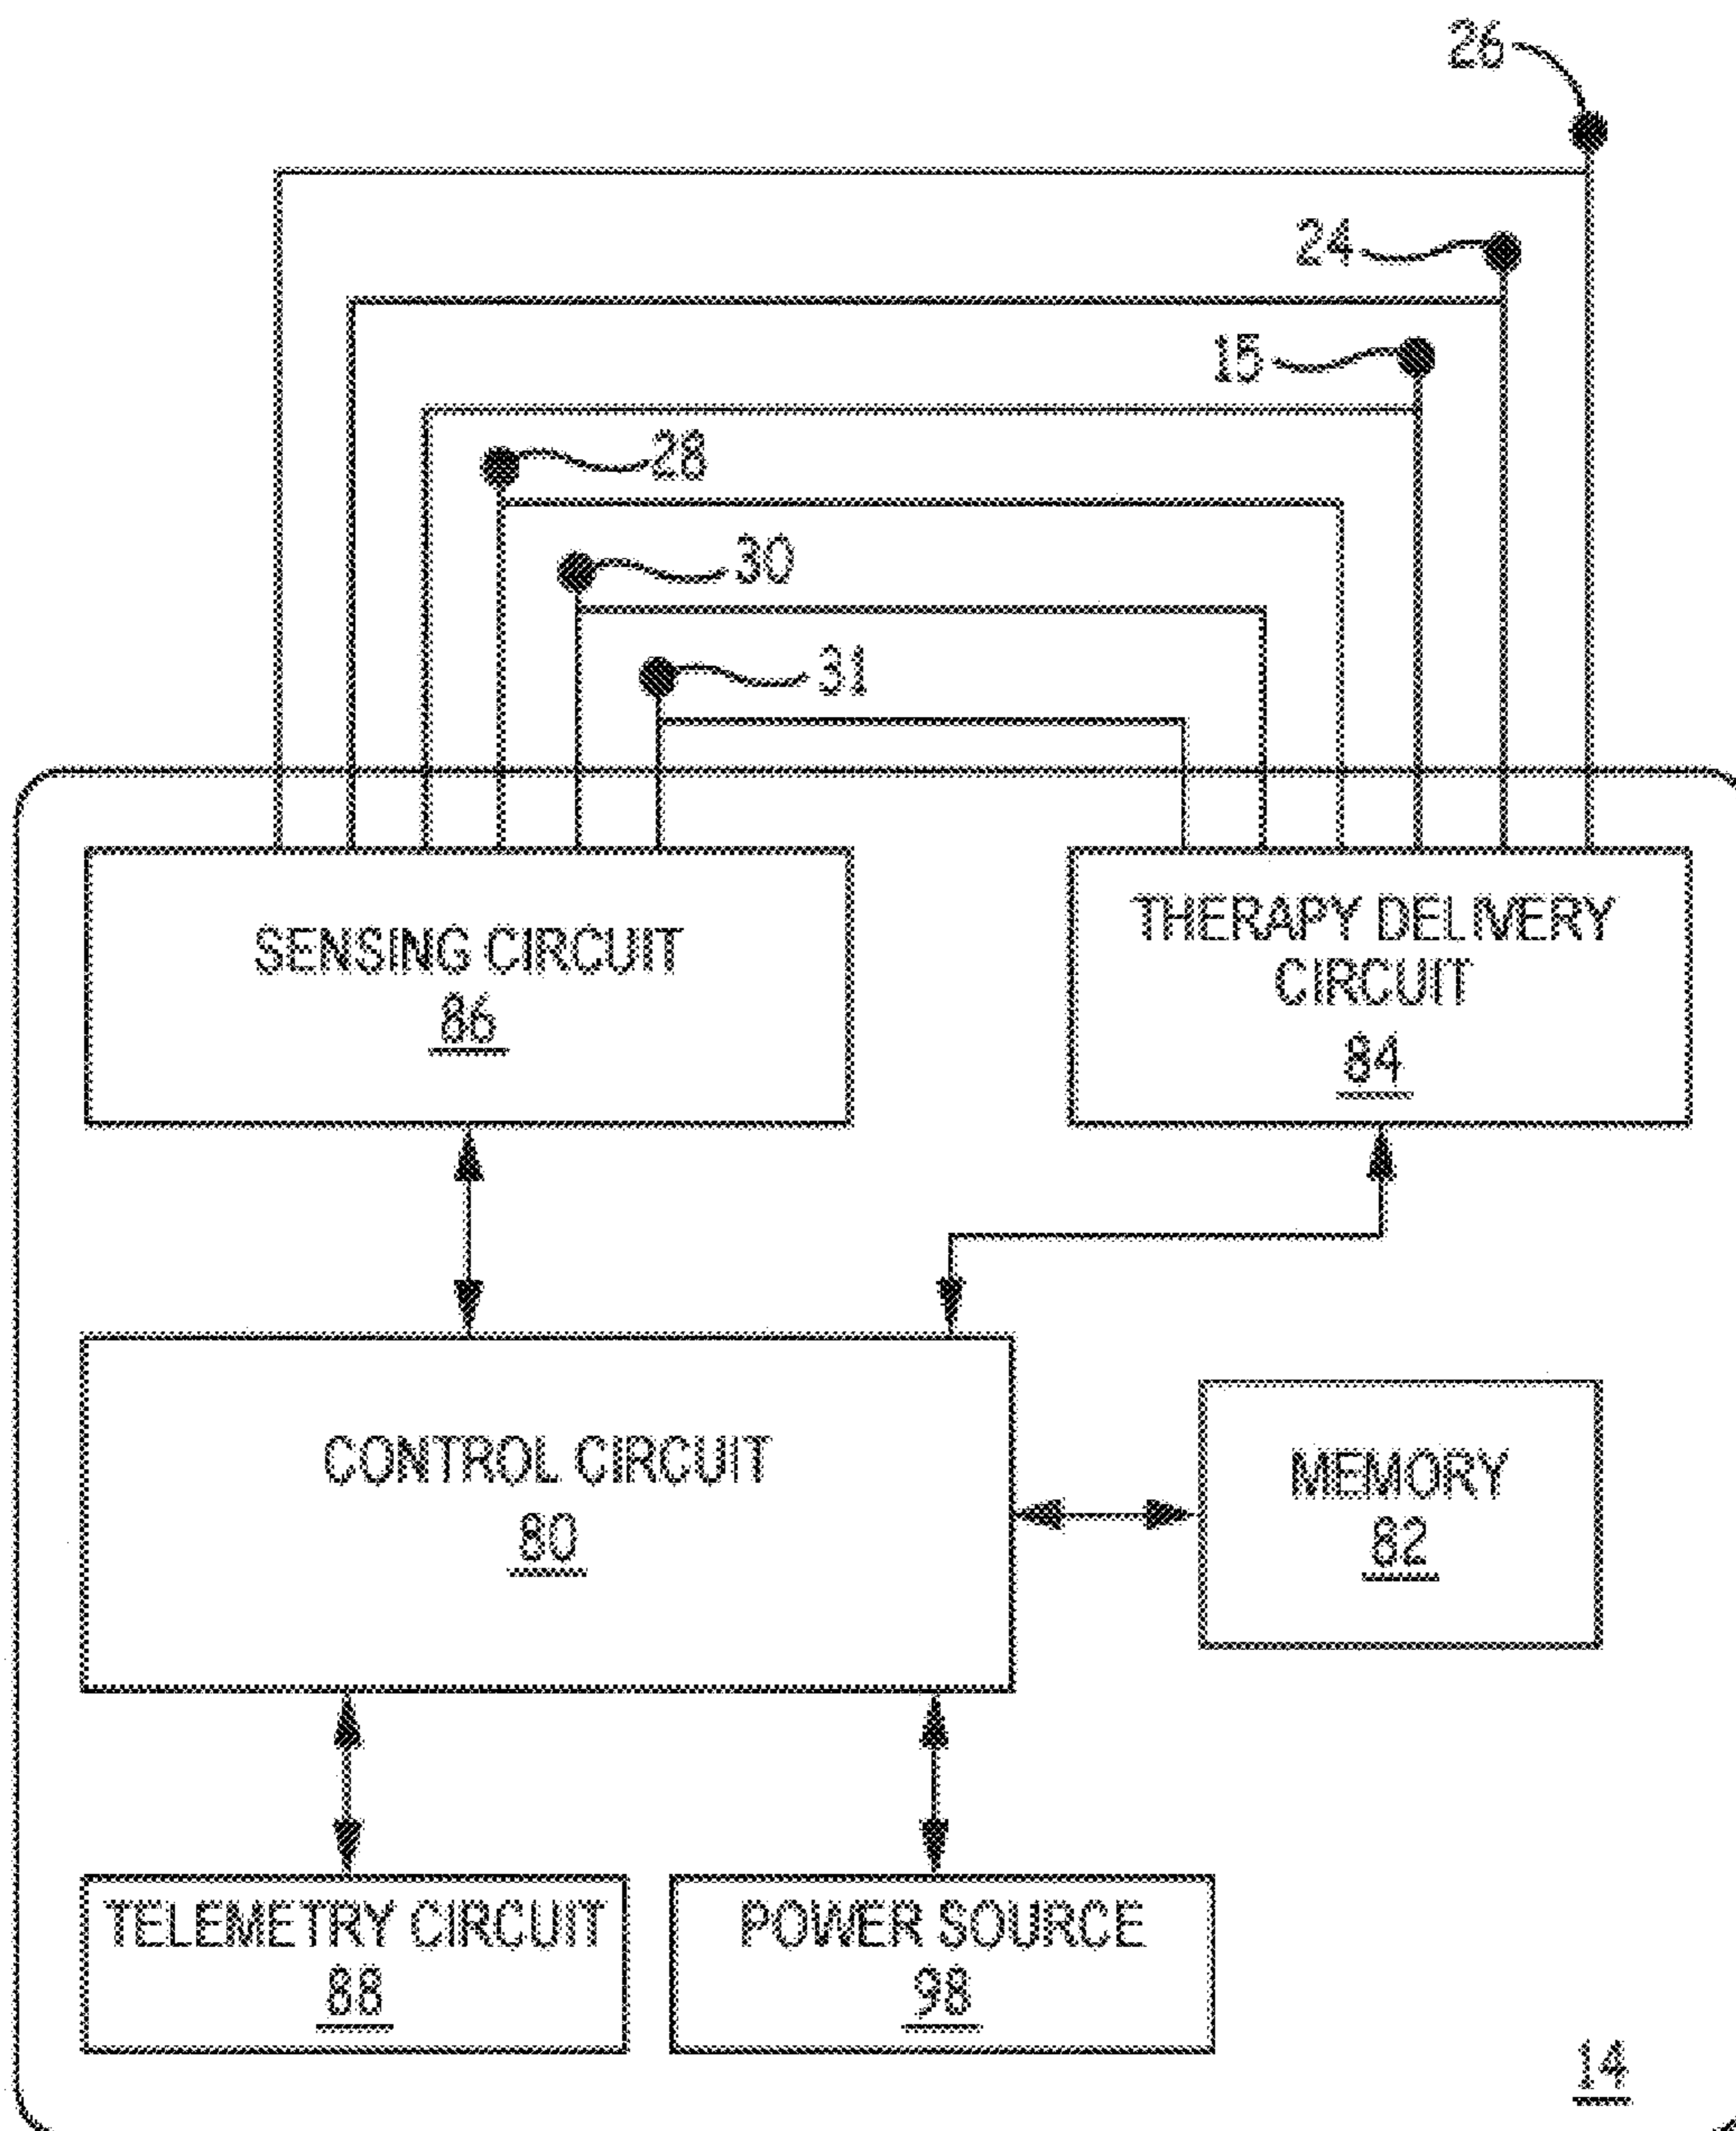 26
24
15
28
30
31
SENSING CIRCUIT
86
THERAPY DELIVERY
CIRCUIT
84
CONTROL CIRCUIT
80
MEMORY
82
TELEMETRY CIRCUIT
88
POWER SOURCE
98
14